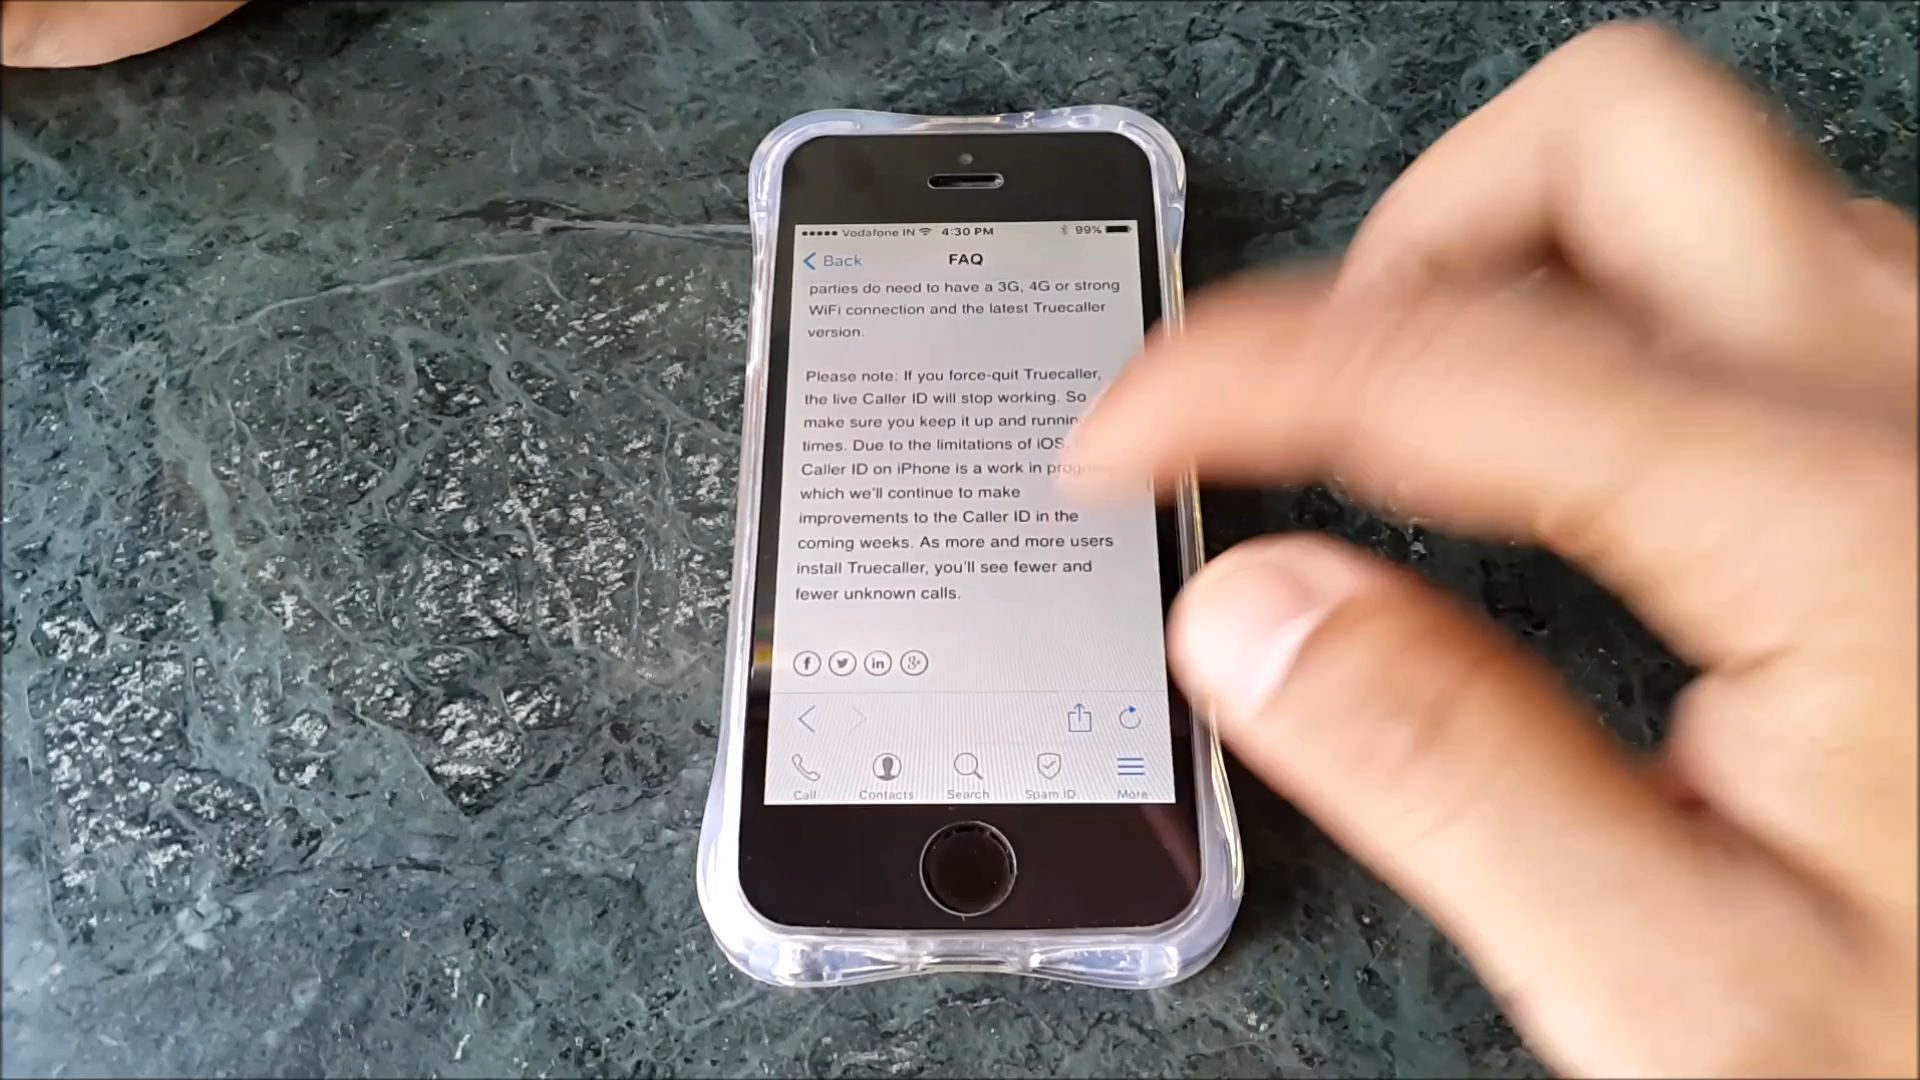 Vodafone IN 4:30 PM 99%
Back FAQ
parties do need to have a 3G, 4G or strong
WiFi connection and the latest Truecaller
version.
Please note: If you force-quit Truecaller,
the live Caller ID will stop working. So
make sure you keep it up and runnin
times. Due to the limitations of iOS,
Caller ID on iPhone is a work in prog
which we'll continue to make
improvements to the Caller ID in the
coming weeks. As more and more users
install Truecaller, you'll see fewer and
fewer unknown calls.
f in g+
Call Contacts Search Spam ID More